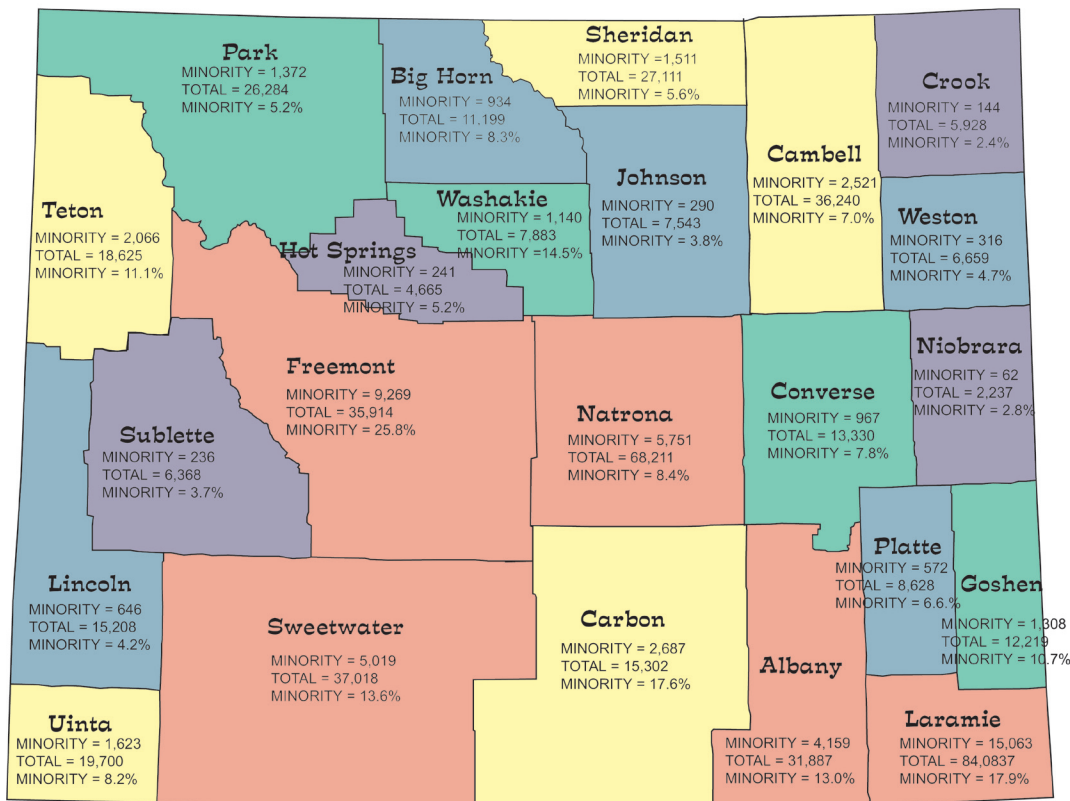 Park
MINORITY = 1,372
TOTAL = 26,284
MINORITY = 5.2%
Big Horn
MINORITY = 934
TOTAL = 11.199
MINORITY = 8.3%
Sheridan
MINORITY =1,511
TOTAL = 27,111
MINORITY = 5.6%
Crook
MINORITY = 144
TOTAL = 5,928
MINORITY = 2.4%
Cambell
MINORITY = 2,521
TOTAL = 36,240
MINORITY = 7.0%
Johnson
MINORITY = 290
TOTAL = 7,543
MINORITY = 3.8%
Washakie
MINORITY = 1,140
TOTAL = 7,883
MINORITY =14.5%
Teton
MINORITY = 2,066
TOTAL = 18,625
MINORITY = 11.1%
Weston
MINORITY = 316
TOTAL = 6,659
MINORITY = 4.7%
Hot Springs
MINORITY = 241
TOTAL = 4,665
MINORITY = 5.2%
Freemont
MINORITY = 9,269
TOTAL = 35,914
MINORITY = 25.8%
Niobrara
MINORITY = 62
TOTAL = 2,237
MINORITY = 2.8%
Converse
MINORITY = 967
TOTAL = 13,330
MINORITY = 7.8%
Natrona
MINORITY = 5,751
TOTAL = 68,211
MINORITY = 8.4%
Sublette
MINORITY = 236
TOTAL = 6,368
MINORITY = 3.7%
Platte
MINORITY = 572
TOTAL = 8,628
MINORITY = 6.6.%
Goshen
MINORITY = 1,308
TOTAL = 12,219
MINORITY = 10.7%
Lincoln
MINORITY = 646
TOTAL = 15,208
MINORITY = 4.2%
Sweetwater
MINORITY = 5,019
TOTAL = 37,018
MINORITY = 13.6%
Carbon
MINORITY = 2,687
TOTAL = 15,302
MINORITY = 17.6%
Albany
MINORITY = 4,159
TOTAL = 31,887
MINORITY = 13.0%
Uinta
MINORITY = 1,623
TOTAL = 19,700
MINORITY = 8.2%
Laramie
MINORITY = 15,063
TOTAL = 84,0837
MINORITY = 17.9%